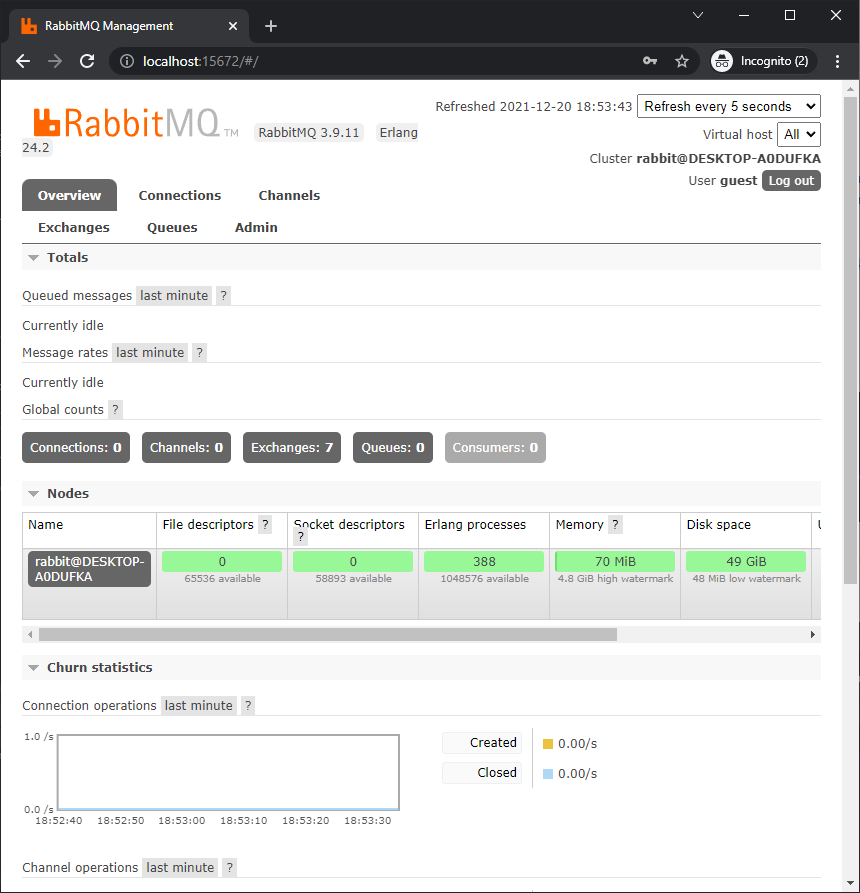 RabbitMQ Management
localhost:15672/#/
Incognito (2)
RabbitMQ TM
RabbitMQ 3.9.11 Erlang
24.2
Refreshed 2021-12-20 18:53:43 Refresh every 5 seconds
Virtual host All
Cluster rabbit@DESKTOP-A0DUFKA
User guest Log out
Overview Connections Channels
Exchanges Queues Admin
Totals
Queued messages last minute ?
Currently idle
Message rates last minute ?
Currently idle
Global counts ?
Connections: 0 Channels: 0 Exchanges: 7 Queues: 0 Consumers: 0
Nodes
Name File descriptors ? Socket descriptors ? Erlang processes Memory ? Disk space
rabbit@DESKTOP-A0DUFKA
0 0 388 70 MiB 49 GiB
65536 available 58893 available 1048576 available 4.8 GiB high watermark 48 MiB low watermark
Churn statistics
Connection operations last minute ?
1.0 /s
0.0 /s
18:52:40 18:52:50 18:53:00 18:53:10 18:53:20 18:53:30
Created 0.00/s
Closed 0.00/s
Channel operations last minute ?